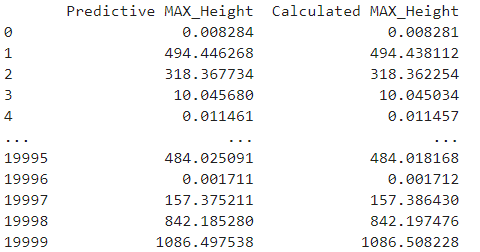 Predictive MAX_Height Calculated MAX_Height
0 0.008284 0.008281
1 494.446268 494.438112
2 318.367734 318.362254
3 10.045680 10.045034
4 0.011461 0.011457
... ... ...
19995 484.025091 484.018168
19996 0.001711 0.001712
19997 157.375211 157.386430
19998 842.185280 842.197476
19999 1086.497538 1086.508228